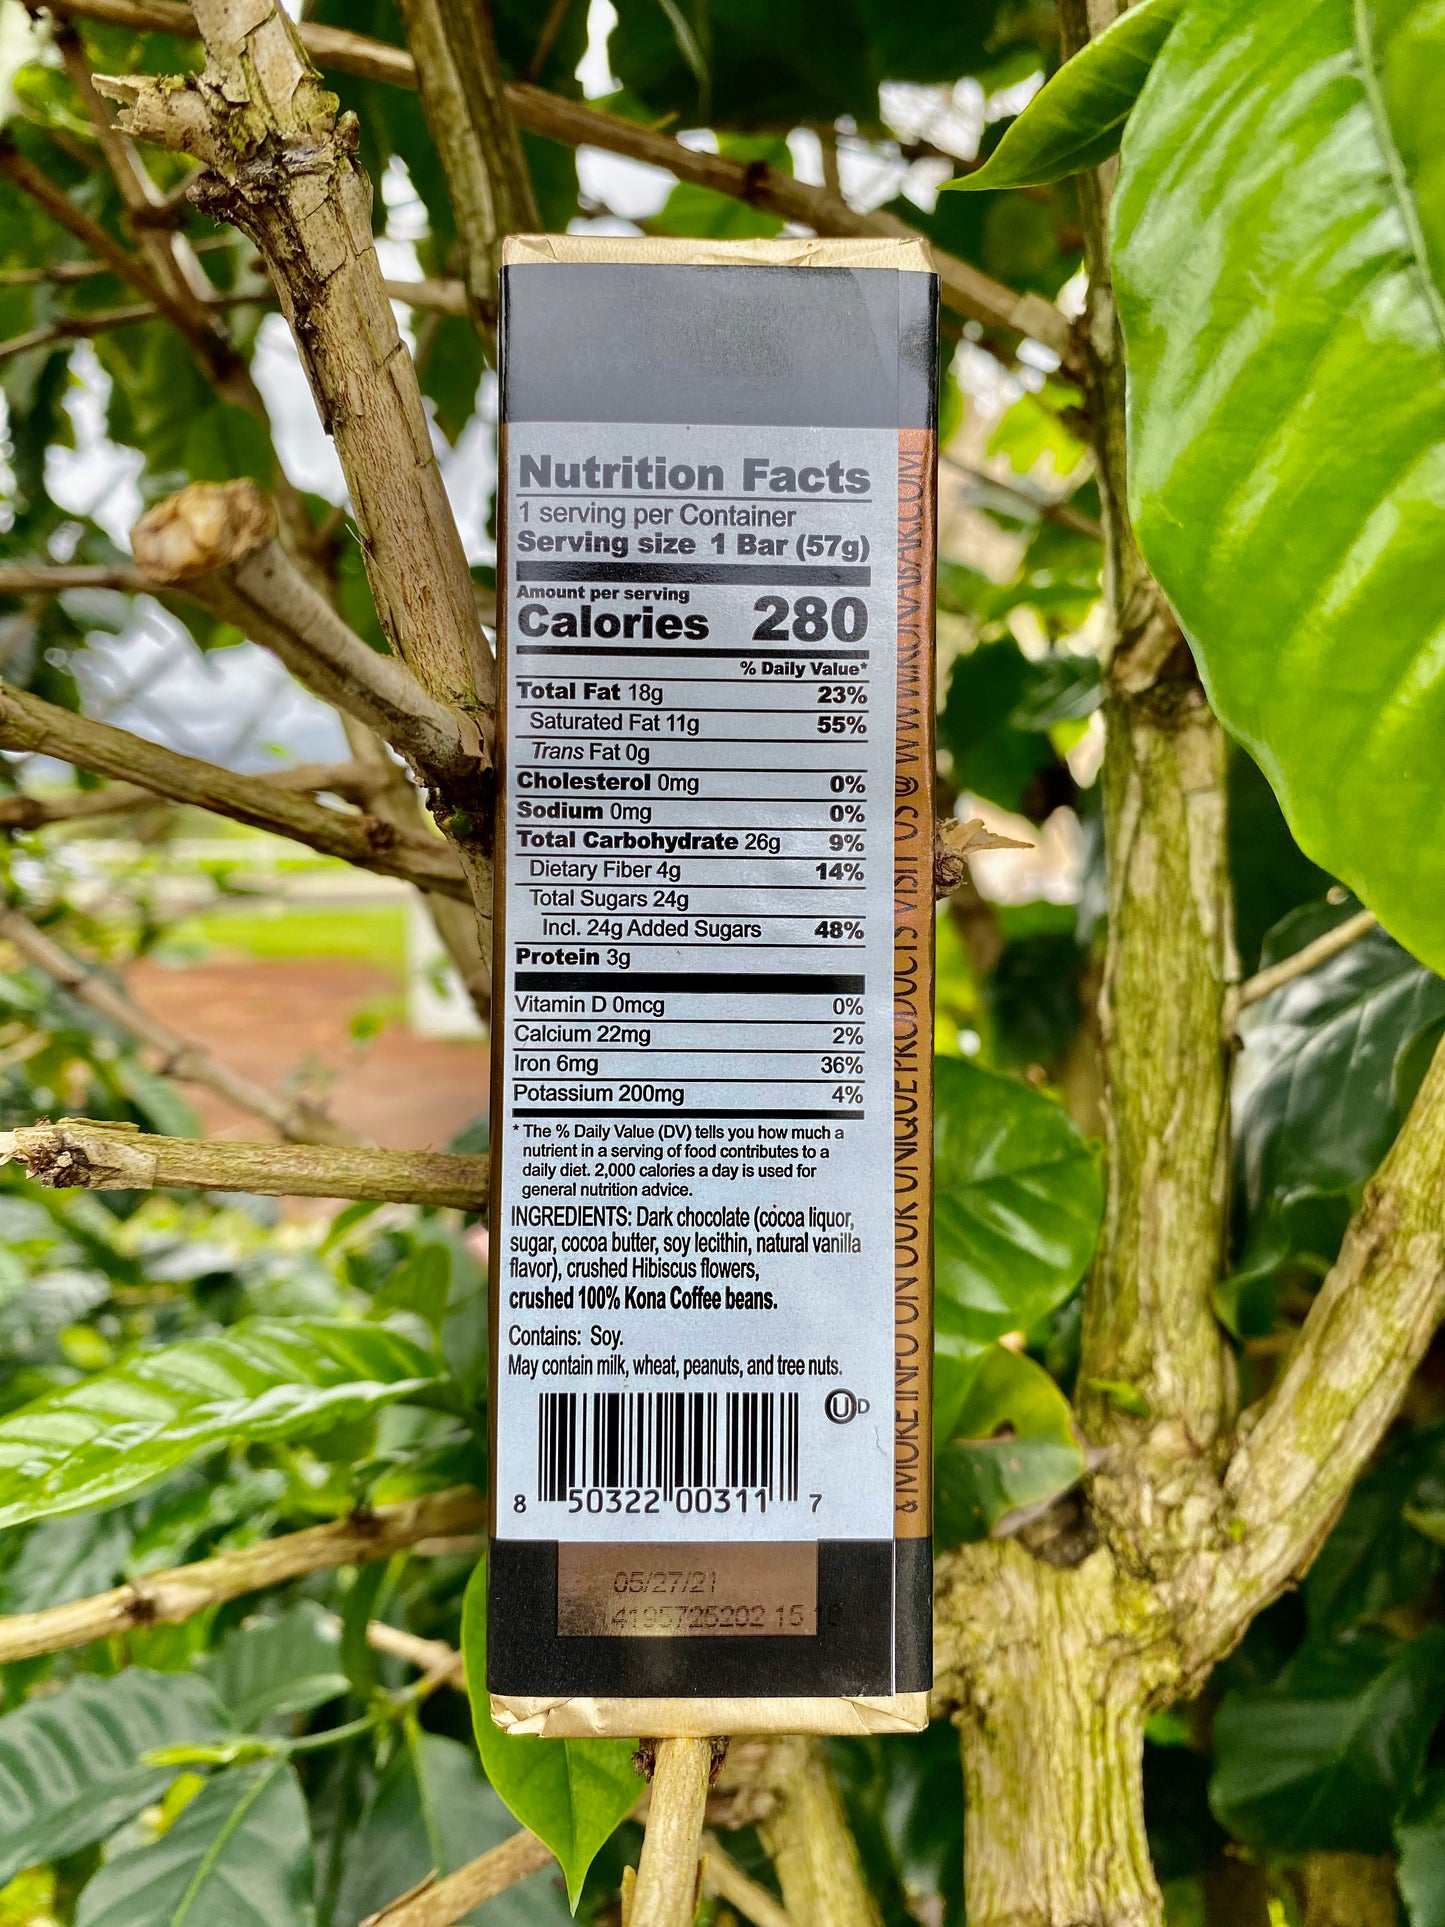 Nutrition Facts
1 serving per Container
Serving size 1 Bar (57g)
Amount per serving
Calories 280
% Daily Value*
Total Fat 18g 23%
Saturated Fat 11g 55%
Trans Fat 0g
Cholesterol 0mg 0%
Sodium 0mg 0%
Total Carbohydrate 26g 9%
Dietary Fiber 4g 14%
Total Sugars 24g
Incl. 24g Added Sugars 48%
Protein 3g
Vitamin D 0mcg 0%
Calcium 22mg 2%
Iron 6mg 36%
Potassium 200mg 4%
* The % Daily Value (DV) tells you how much a
nutrient in a serving of food contributes to a
daily diet. 2,000 calories a day is used for
general nutrition advice.
INGREDIENTS: Dark chocolate (cocoa liquor,
sugar, cocoa butter, soy lecithin, natural vanilla
flavor), crushed Hibiscus flowers,
crushed 100% Kona Coffee beans.
Contains: Soy.
May contain milk, wheat, peanuts, and tree nuts.
U D
8 50322 00311 7
05/27/21
4195725202 15
& MORE INFO ON OUR UNIQUE PRODUCTS VISIT US @ WWW.KONABAR.COM